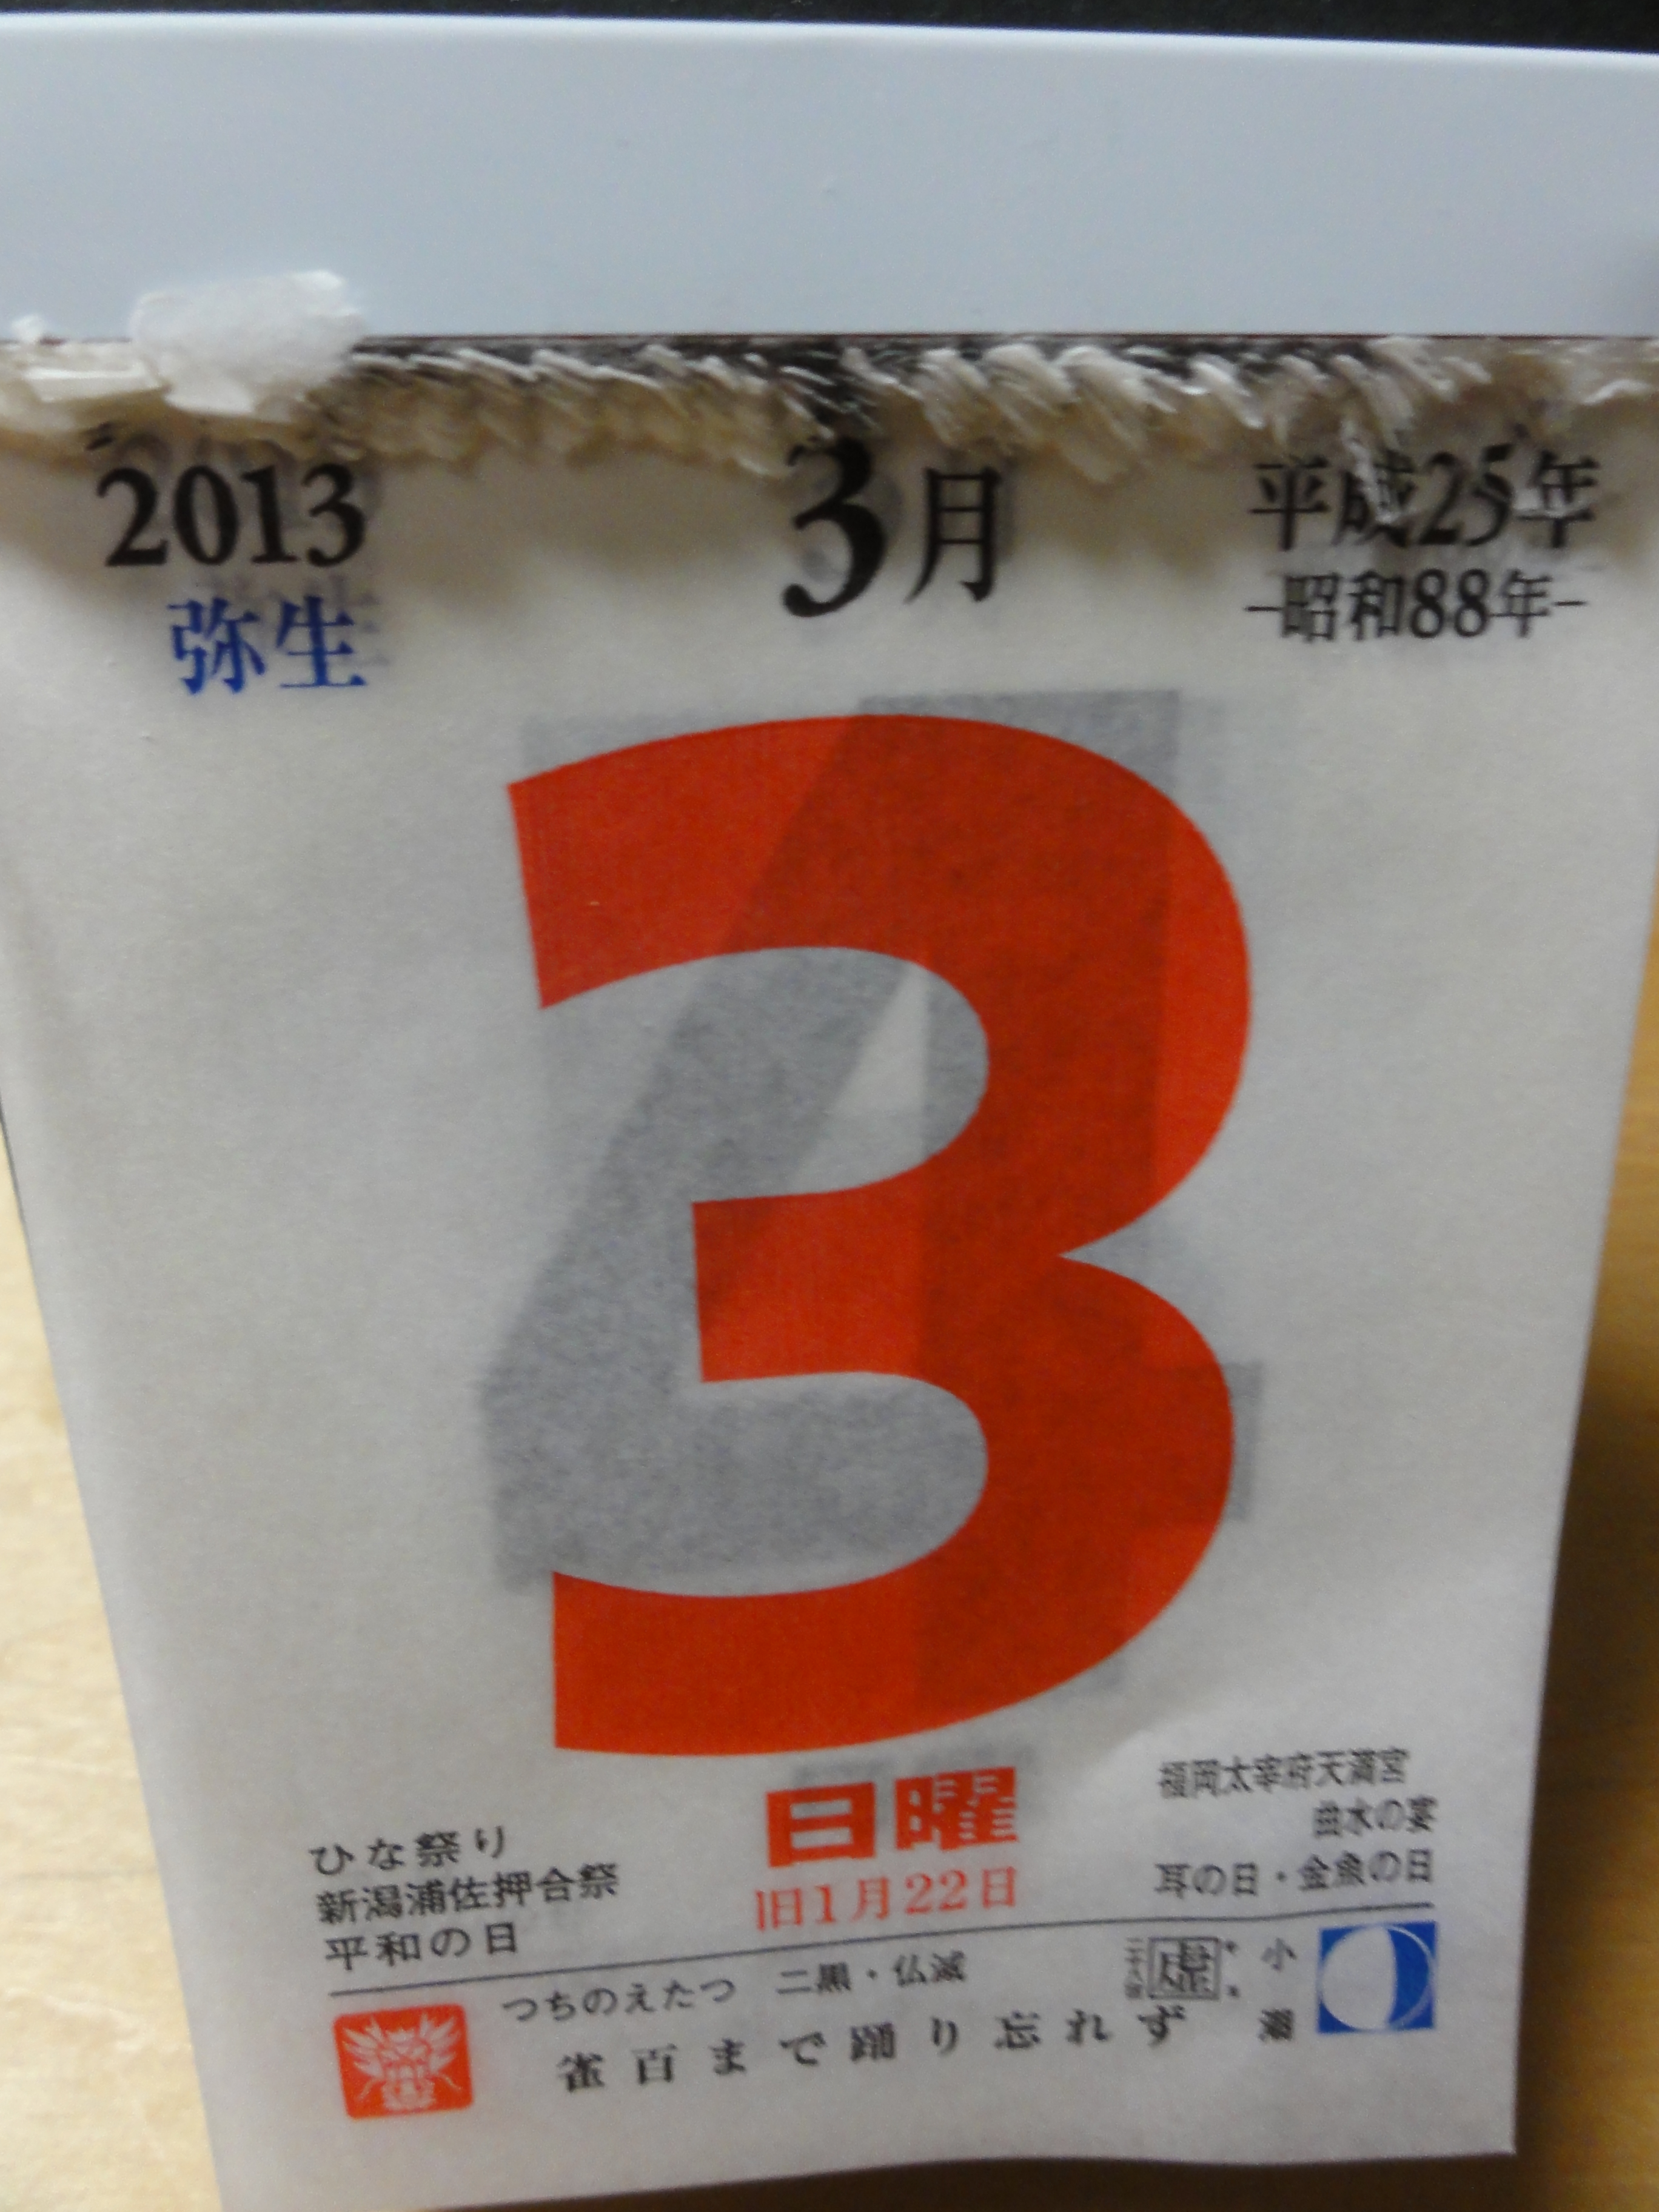 2013
3月
平成25年
弥生
-昭和88年-
3
日曜
旧1月22日
ひな祭り
新潟浦佐押合祭
平和の日
福岡太宰府天満宮
曲水の宴
耳の日・金魚の日
つちのえたつ 二黒・仏滅
虚
小潮
雀百まで踊り忘れず